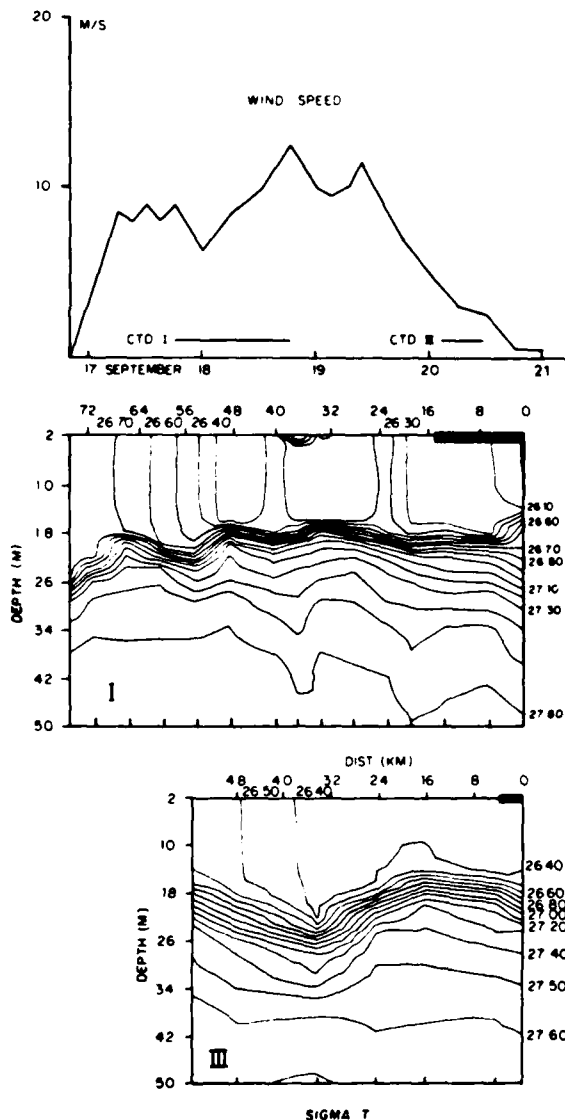 20
M/S
WIND SPEED
10
CTD I
CTD III
17 SEPTEMBER 18 19 20 21
72 64 56 48 40 32 24 16 8 0
26 70 26 60 26 40 26 30
2
10
18
26
34
42
50
DEPTH (M)
I
26.10
26.60
26.70
26.80
27.10
27.30
27.80
DIST (KM)
48 40 32 24 16 8 0
26 50 26 40
2
10
18
26
34
42
50
DEPTH (M)
III
26.40
26.60
26.80
27.00
27.20
27.40
27.50
27.60
SIGMA T